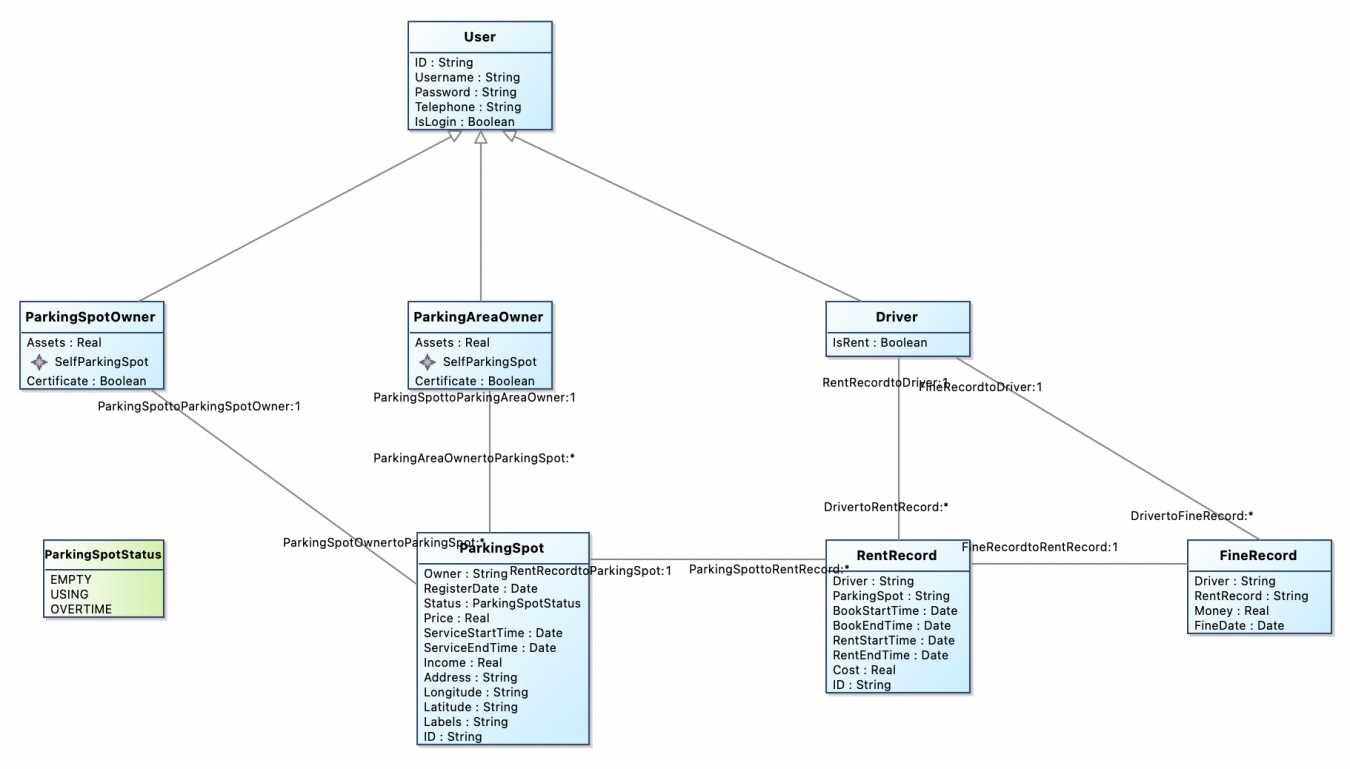 User
ID : String
Username : String
Password : String
Telephone : String
IsLogin : Boolean
ParkingSpotOwner
Assets : Real
SelfParkingSpot
Certificate : Boolean
ParkingAreaOwner
Assets : Real
SelfParkingSpot
Certificate : Boolean
Driver
IsRent : Boolean
ParkingSpottoParkingSpotOwner:1
ParkingSpottoParkingAreaOwner:1
RentRecordtoDriver:1
FineRecordtoDriver:1
ParkingAreaOwnertoParkingSpot:*
DrivertoRentRecord:*
DrivertoFineRecord:*
ParkingSpotOwnertoParkingSpot:*
RentRecordtoParkingSpot:1
ParkingSpottoRentRecord:*
FineRecordtoRentRecord:1
ParkingSpotStatus
EMPTY
USING
OVERTIME
ParkingSpot
Owner : String
RegisterDate : Date
Status : ParkingSpotStatus
Price : Real
ServiceStartTime : Date
ServiceEndTime : Date
Income : Real
Address : String
Longitude : String
Latitude : String
Labels : String
ID : String
RentRecord
Driver : String
ParkingSpot : String
BookStartTime : Date
BookEndTime : Date
RentStartTime : Date
RentEndTime : Date
Cost : Real
ID : String
FineRecord
Driver : String
RentRecord : String
Money : Real
FineDate : Date